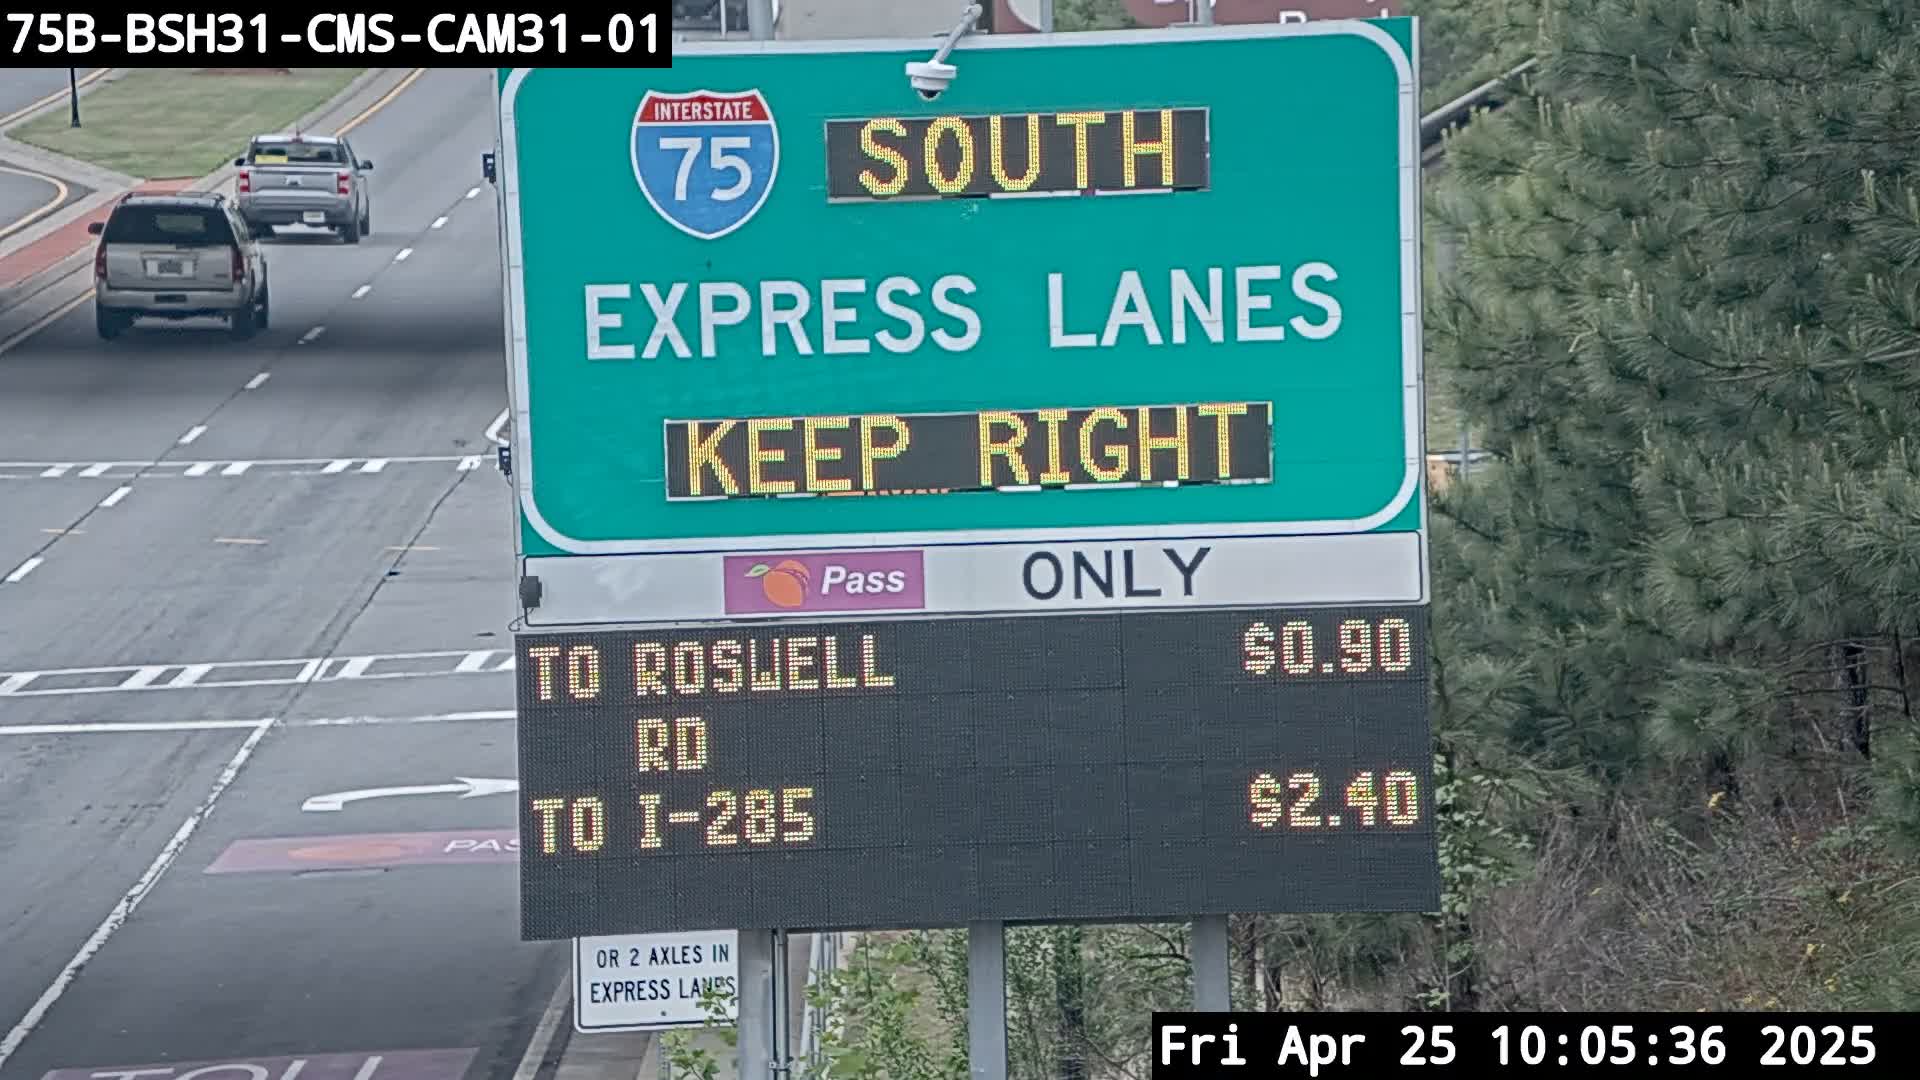 75B-BSH31-CMS-CAM31-01
INTERSTATE
75
SOUTH
EXPRESS LANES
KEEP RIGHT
Pass ONLY
TO ROSWELL $0.90
RD
TO I-285 $2.40
OR 2 AXLES IN
EXPRESS LANES
TOLL
Fri Apr 25 10:05:36 2025